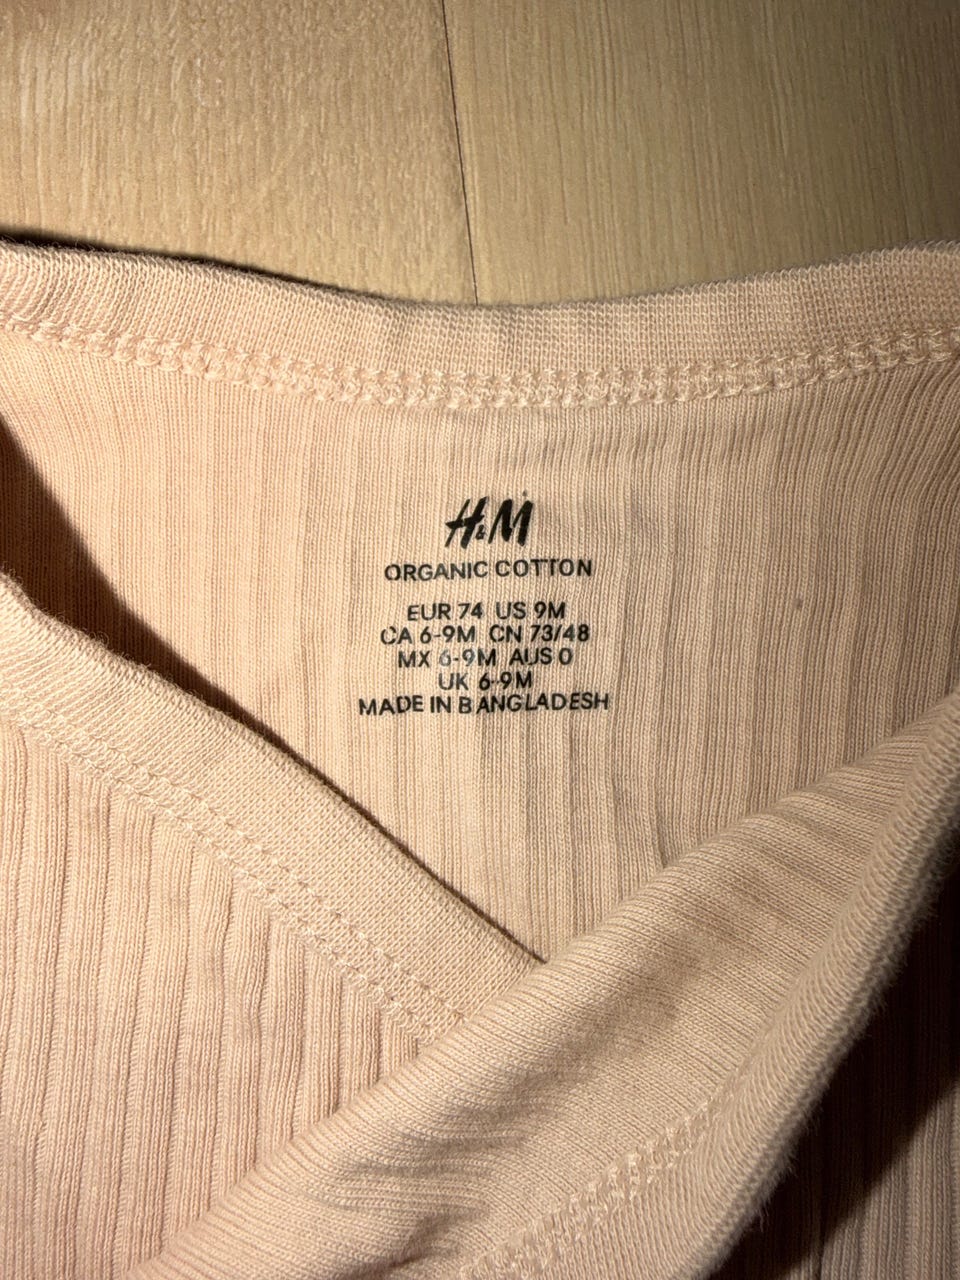 H&M
ORGANIC COTTON
EUR 74 US 9M
CA 6-9M CN 73/48
MX 6-9M AUS 0
UK 6-9M
MADE IN BANGLADESH